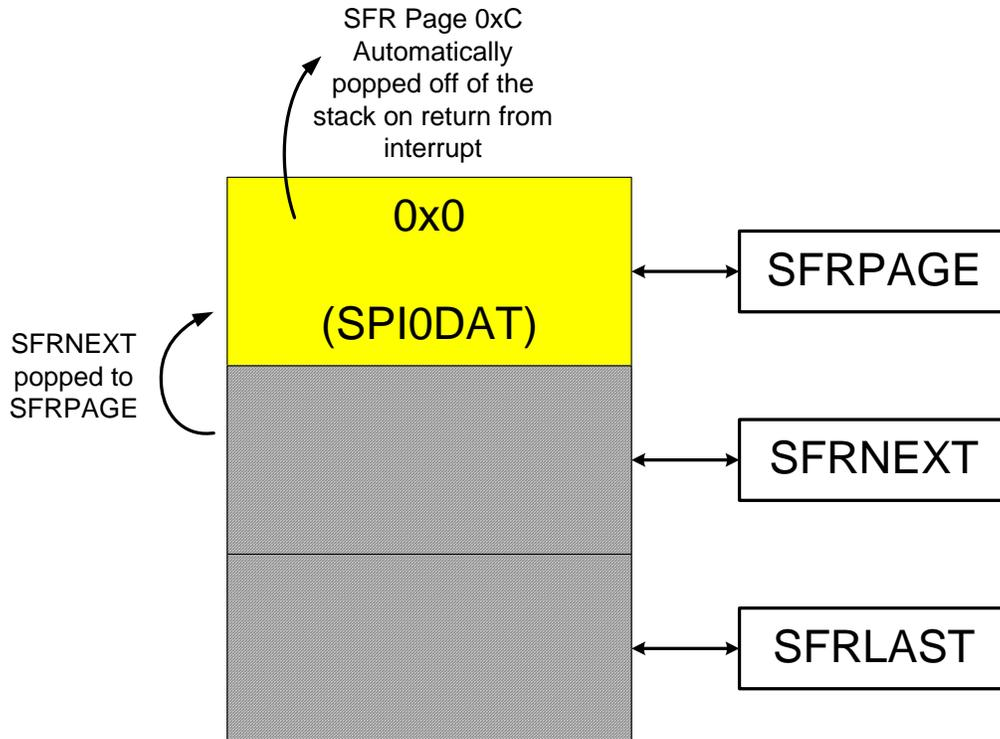 SFR Page 0xC
Automatically
popped off of the
stack on return from
interrupt
0x0
(SPI0DAT)
SFRPAGE
SFRNEXT
popped to
SFRPAGE
SFRNEXT
SFRLAST